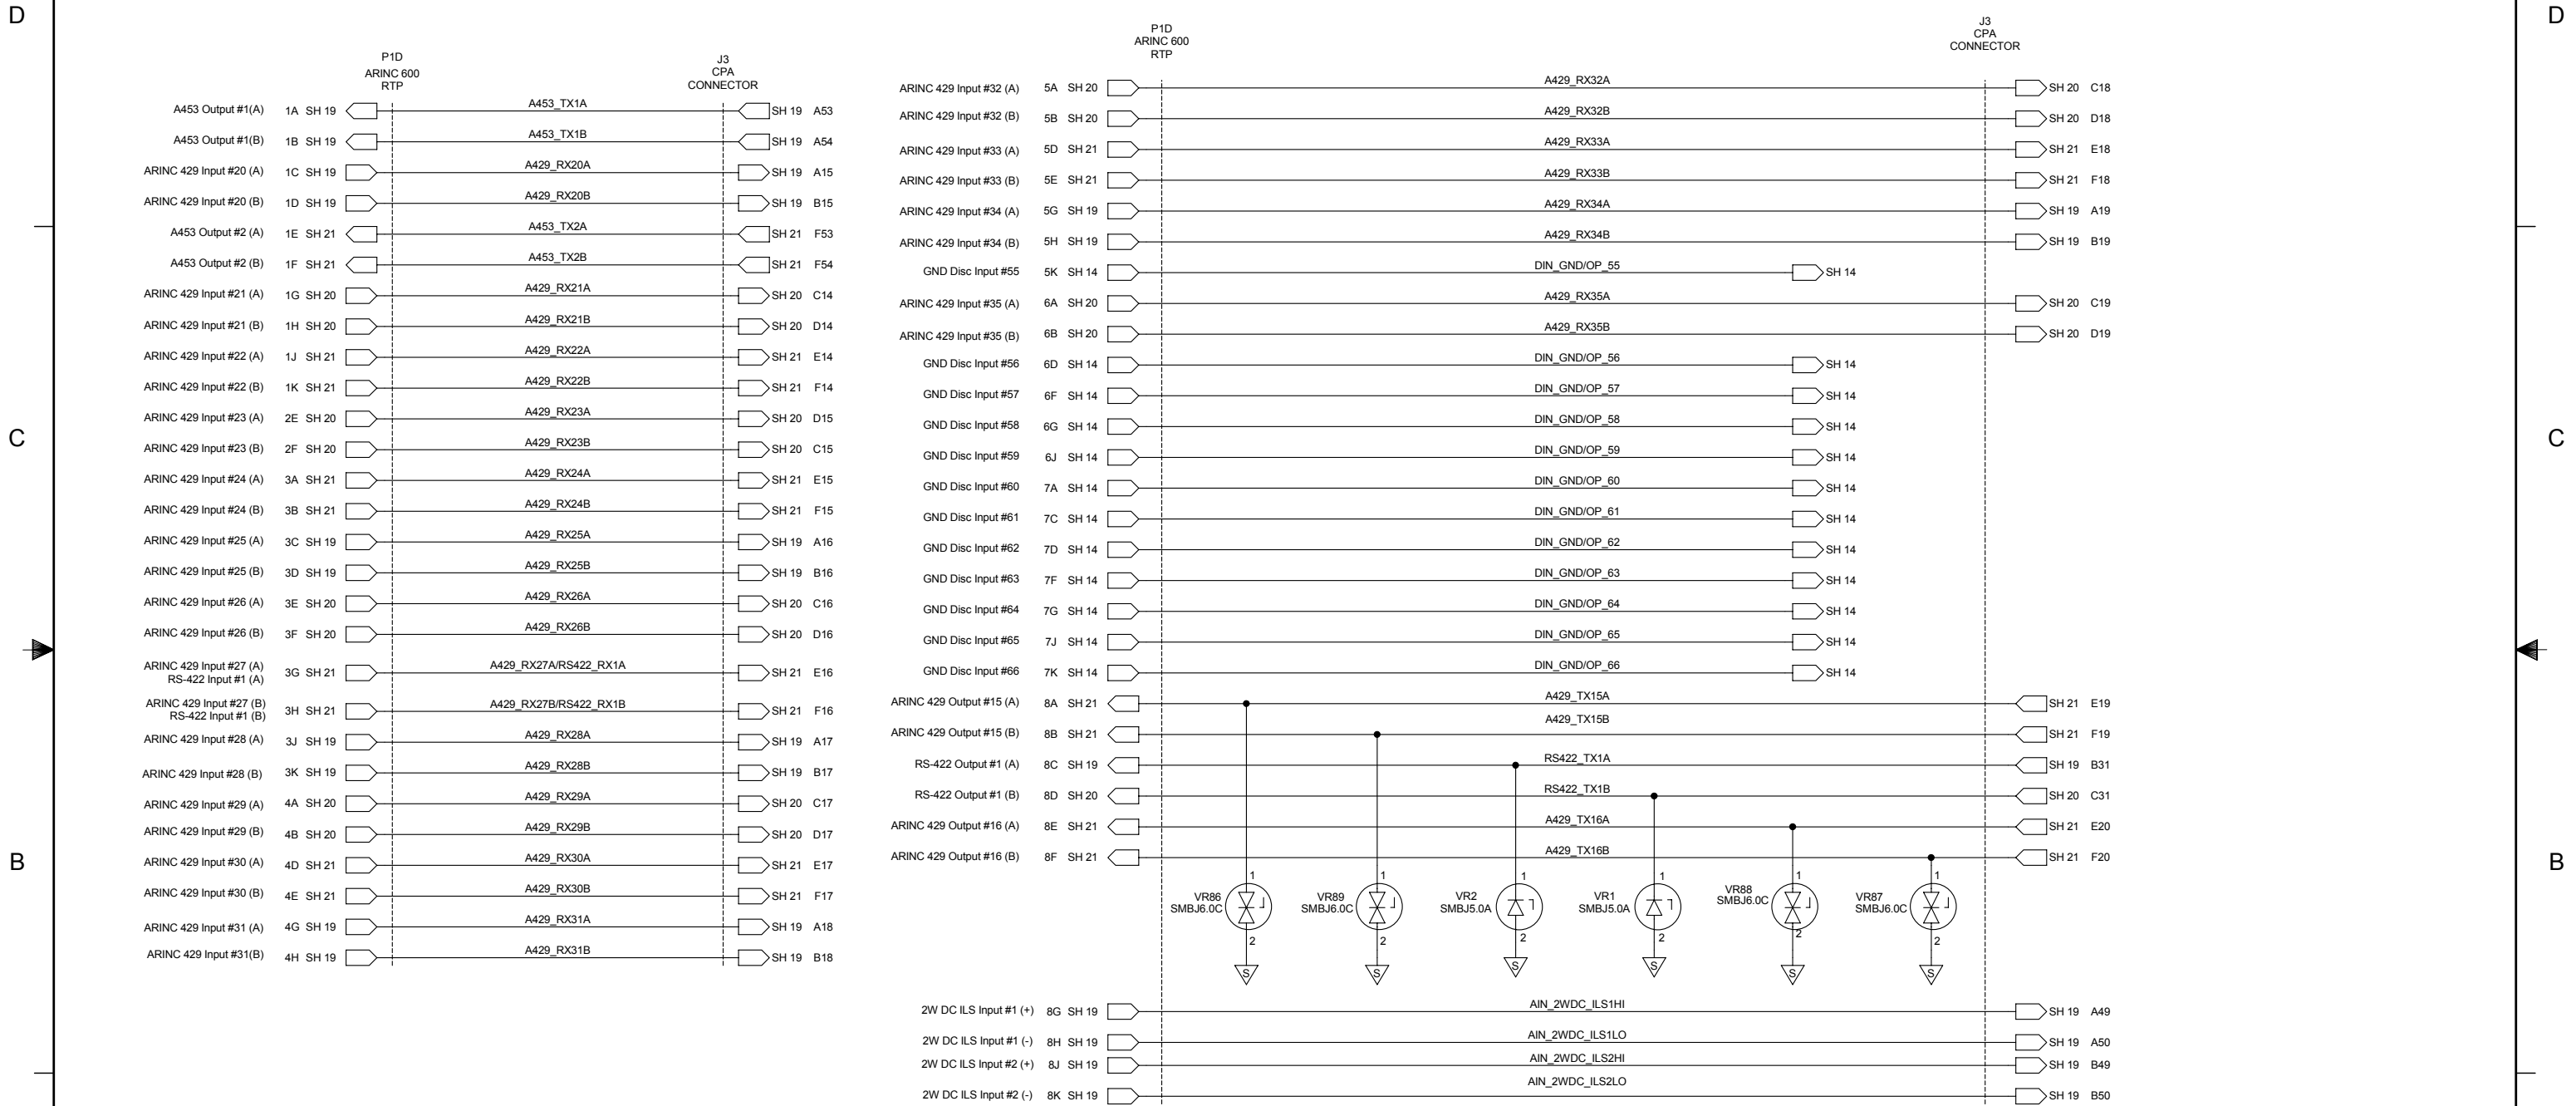 D
D
P1D
ARINC 600
RTP
J3
CPA
CONNECTOR
A453 Output #1(A) 1A SH 19 A453_TX1A SH 19 A53
A453 Output #1(B) 1B SH 19 A453_TX1B SH 19 A54
ARINC 429 Input #20 (A) 1C SH 19 A429_RX20A SH 19 A15
ARINC 429 Input #20 (B) 1D SH 19 A429_RX20B SH 19 B15
A453 Output #2 (A) 1E SH 21 A453_TX2A SH 21 F53
A453 Output #2 (B) 1F SH 21 A453_TX2B SH 21 F54
ARINC 429 Input #21 (A) 1G SH 20 A429_RX21A SH 20 C14
ARINC 429 Input #21 (B) 1H SH 20 A429_RX21B SH 20 D14
ARINC 429 Input #22 (A) 1J SH 21 A429_RX22A SH 21 E14
ARINC 429 Input #22 (B) 1K SH 21 A429_RX22B SH 21 F14
ARINC 429 Input #23 (A) 2E SH 20 A429_RX23A SH 20 D15
ARINC 429 Input #23 (B) 2F SH 20 A429_RX23B SH 20 C15
ARINC 429 Input #24 (A) 3A SH 21 A429_RX24A SH 21 E15
ARINC 429 Input #24 (B) 3B SH 21 A429_RX24B SH 21 F15
ARINC 429 Input #25 (A) 3C SH 19 A429_RX25A SH 19 A16
ARINC 429 Input #25 (B) 3D SH 19 A429_RX25B SH 19 B16
ARINC 429 Input #26 (A) 3E SH 20 A429_RX26A SH 20 C16
ARINC 429 Input #26 (B) 3F SH 20 A429_RX26B SH 20 D16
ARINC 429 Input #27 (A)
RS-422 Input #1 (A) 3G SH 21 A429_RX27A/RS422_RX1A SH 21 E16
ARINC 429 Input #27 (B)
RS-422 Input #1 (B) 3H SH 21 A429_RX27B/RS422_RX1B SH 21 F16
ARINC 429 Input #28 (A) 3J SH 19 A429_RX28A SH 19 A17
ARINC 429 Input #28 (B) 3K SH 19 A429_RX28B SH 19 B17
ARINC 429 Input #29 (A) 4A SH 20 A429_RX29A SH 20 C17
ARINC 429 Input #29 (B) 4B SH 20 A429_RX29B SH 20 D17
ARINC 429 Input #30 (A) 4D SH 21 A429_RX30A SH 21 E17
ARINC 429 Input #30 (B) 4E SH 21 A429_RX30B SH 21 F17
ARINC 429 Input #31 (A) 4G SH 19 A429_RX31A SH 19 A18
ARINC 429 Input #31(B) 4H SH 19 A429_RX31B SH 19 B18
P1D
ARINC 600
RTP
J3
CPA
CONNECTOR
ARINC 429 Input #32 (A) 5A SH 20 A429_RX32A SH 20 C18
ARINC 429 Input #32 (B) 5B SH 20 A429_RX32B SH 20 D18
ARINC 429 Input #33 (A) 5D SH 21 A429_RX33A SH 21 E18
ARINC 429 Input #33 (B) 5E SH 21 A429_RX33B SH 21 F18
ARINC 429 Input #34 (A) 5G SH 19 A429_RX34A SH 19 A19
ARINC 429 Input #34 (B) 5H SH 19 A429_RX34B SH 19 B19
GND Disc Input #55 5K SH 14 DIN_GND/OP_55 SH 14
ARINC 429 Input #35 (A) 6A SH 20 A429_RX35A SH 20 C19
ARINC 429 Input #35 (B) 6B SH 20 A429_RX35B SH 20 D19
GND Disc Input #56 6D SH 14 DIN_GND/OP_56 SH 14
GND Disc Input #57 6F SH 14 DIN_GND/OP_57 SH 14
GND Disc Input #58 6G SH 14 DIN_GND/OP_58 SH 14
GND Disc Input #59 6J SH 14 DIN_GND/OP_59 SH 14
GND Disc Input #60 7A SH 14 DIN_GND/OP_60 SH 14
GND Disc Input #61 7C SH 14 DIN_GND/OP_61 SH 14
GND Disc Input #62 7D SH 14 DIN_GND/OP_62 SH 14
GND Disc Input #63 7F SH 14 DIN_GND/OP_63 SH 14
GND Disc Input #64 7G SH 14 DIN_GND/OP_64 SH 14
GND Disc Input #65 7J SH 14 DIN_GND/OP_65 SH 14
GND Disc Input #66 7K SH 14 DIN_GND/OP_66 SH 14
ARINC 429 Output #15 (A) 8A SH 21 A429_TX15A SH 21 E19
ARINC 429 Output #15 (B) 8B SH 21 A429_TX15B SH 21 F19
RS-422 Output #1 (A) 8C SH 19 RS422_TX1A SH 19 B31
RS-422 Output #1 (B) 8D SH 20 RS422_TX1B SH 20 C31
ARINC 429 Output #16 (A) 8E SH 21 A429_TX16A SH 21 E20
ARINC 429 Output #16 (B) 8F SH 21 A429_TX16B SH 21 F20
1 1 1 1 1 1
VR86 VR89 VR2 VR1 VR88 VR87
SMBJ6.0C SMBJ6.0C SMBJ5.0A SMBJ5.0A SMBJ6.0C SMBJ6.0C
2 2 2 2 2 2
S S S S S S
2W DC ILS Input #1 (+) 8G SH 19 AIN_2WDC_ILS1HI SH 19 A49
2W DC ILS Input #1 (-) 8H SH 19 AIN_2WDC_ILS1LO SH 19 A50
2W DC ILS Input #2 (+) 8J SH 19 AIN_2WDC_ILS2HI SH 19 B49
2W DC ILS Input #2 (-) 8K SH 19 AIN_2WDC_ILS2LO SH 19 B50
C
C
B
B